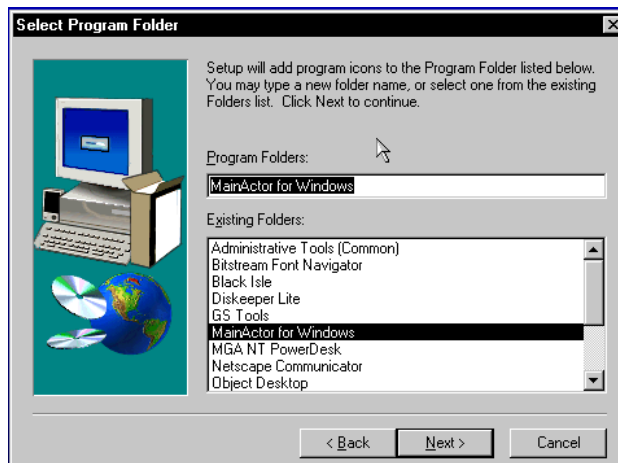 Select Program Folder
Setup will add program icons to the Program Folder listed below.
You may type a new folder name, or select one from the existing
Folders list. Click Next to continue.
Program Folders:
MainActor for Windows
Existing Folders:
Administrative Tools (Common)
Bitstream Font Navigator
Black Isle
Diskeeper Lite
GS Tools
MainActor for Windows
MGA NT PowerDesk
Netscape Communicator
Object Desktop
< Back
Next >
Cancel